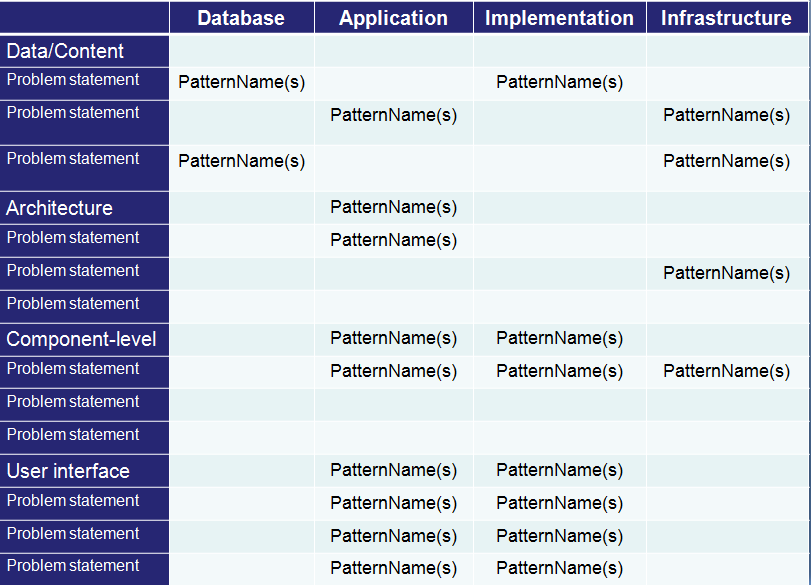 Database Application Implementation Infrastructure
Data/Content
Problem statement PatternName(s) PatternName(s)
Problem statement PatternName(s) PatternName(s)
Problem statement PatternName(s) PatternName(s)
Architecture PatternName(s)
Problem statement PatternName(s)
Problem statement PatternName(s)
Problem statement
Component-level PatternName(s) PatternName(s)
Problem statement PatternName(s) PatternName(s) PatternName(s)
Problem statement
Problem statement
User interface PatternName(s) PatternName(s)
Problem statement PatternName(s) PatternName(s)
Problem statement PatternName(s) PatternName(s)
Problem statement PatternName(s) PatternName(s)